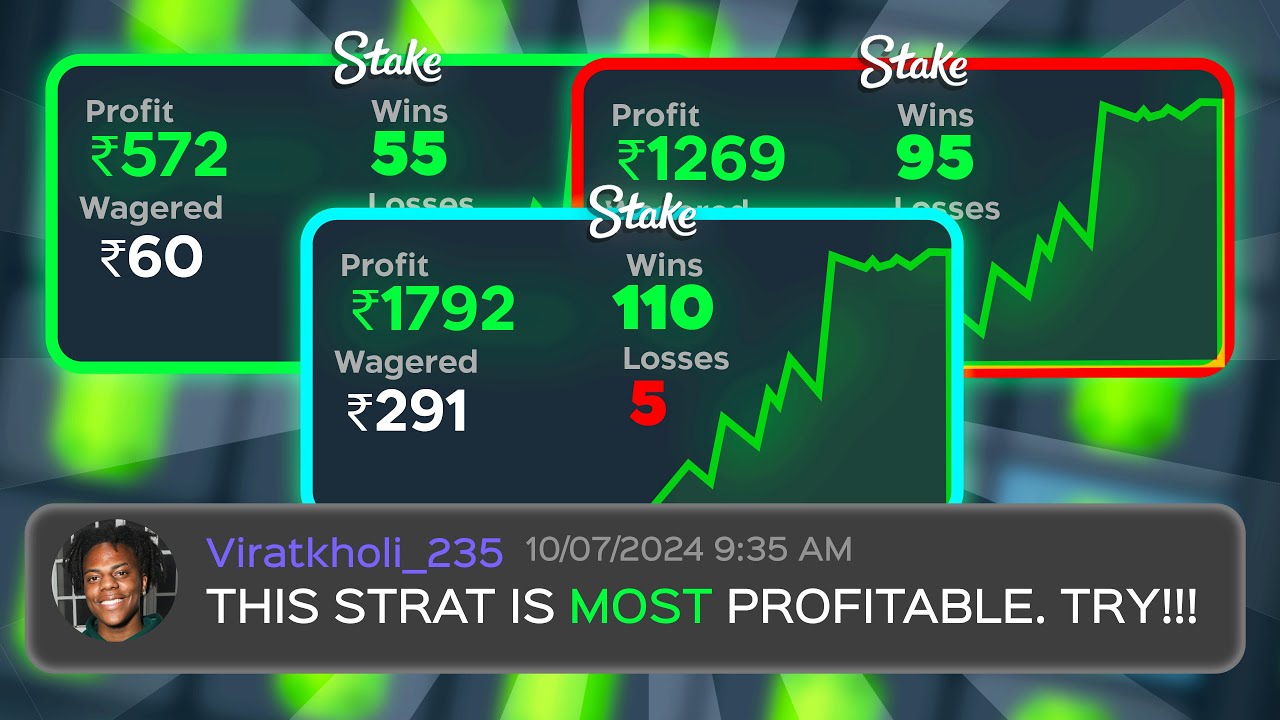 Stake
Profit
Wins
₹572
55
Wagered
Losses
₹60
Stake
Profit
Wins
₹1269
95
Wagered
Losses
Stake
Profit
Wins
₹1792
110
Wagered
Losses
₹291
5
Viratkholi_235 10/07/2024 9:35 AM
THIS STRAT IS MOST PROFITABLE. TRY!!!